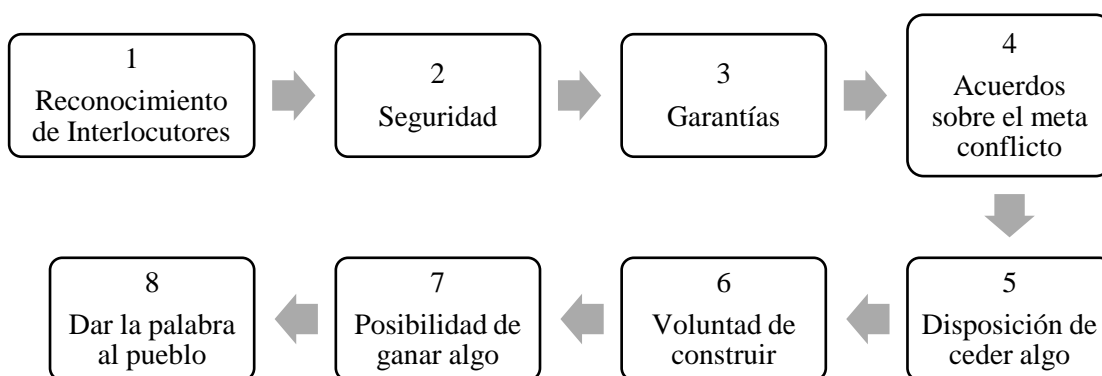 1
Reconocimiento
de Interlocutores
2
Seguridad
3
Garantías
4
Acuerdos
sobre el meta
conflicto
5
Disposición de
ceder algo
6
Voluntad de
construir
7
Posibilidad de
ganar algo
8
Dar la palabra
al pueblo